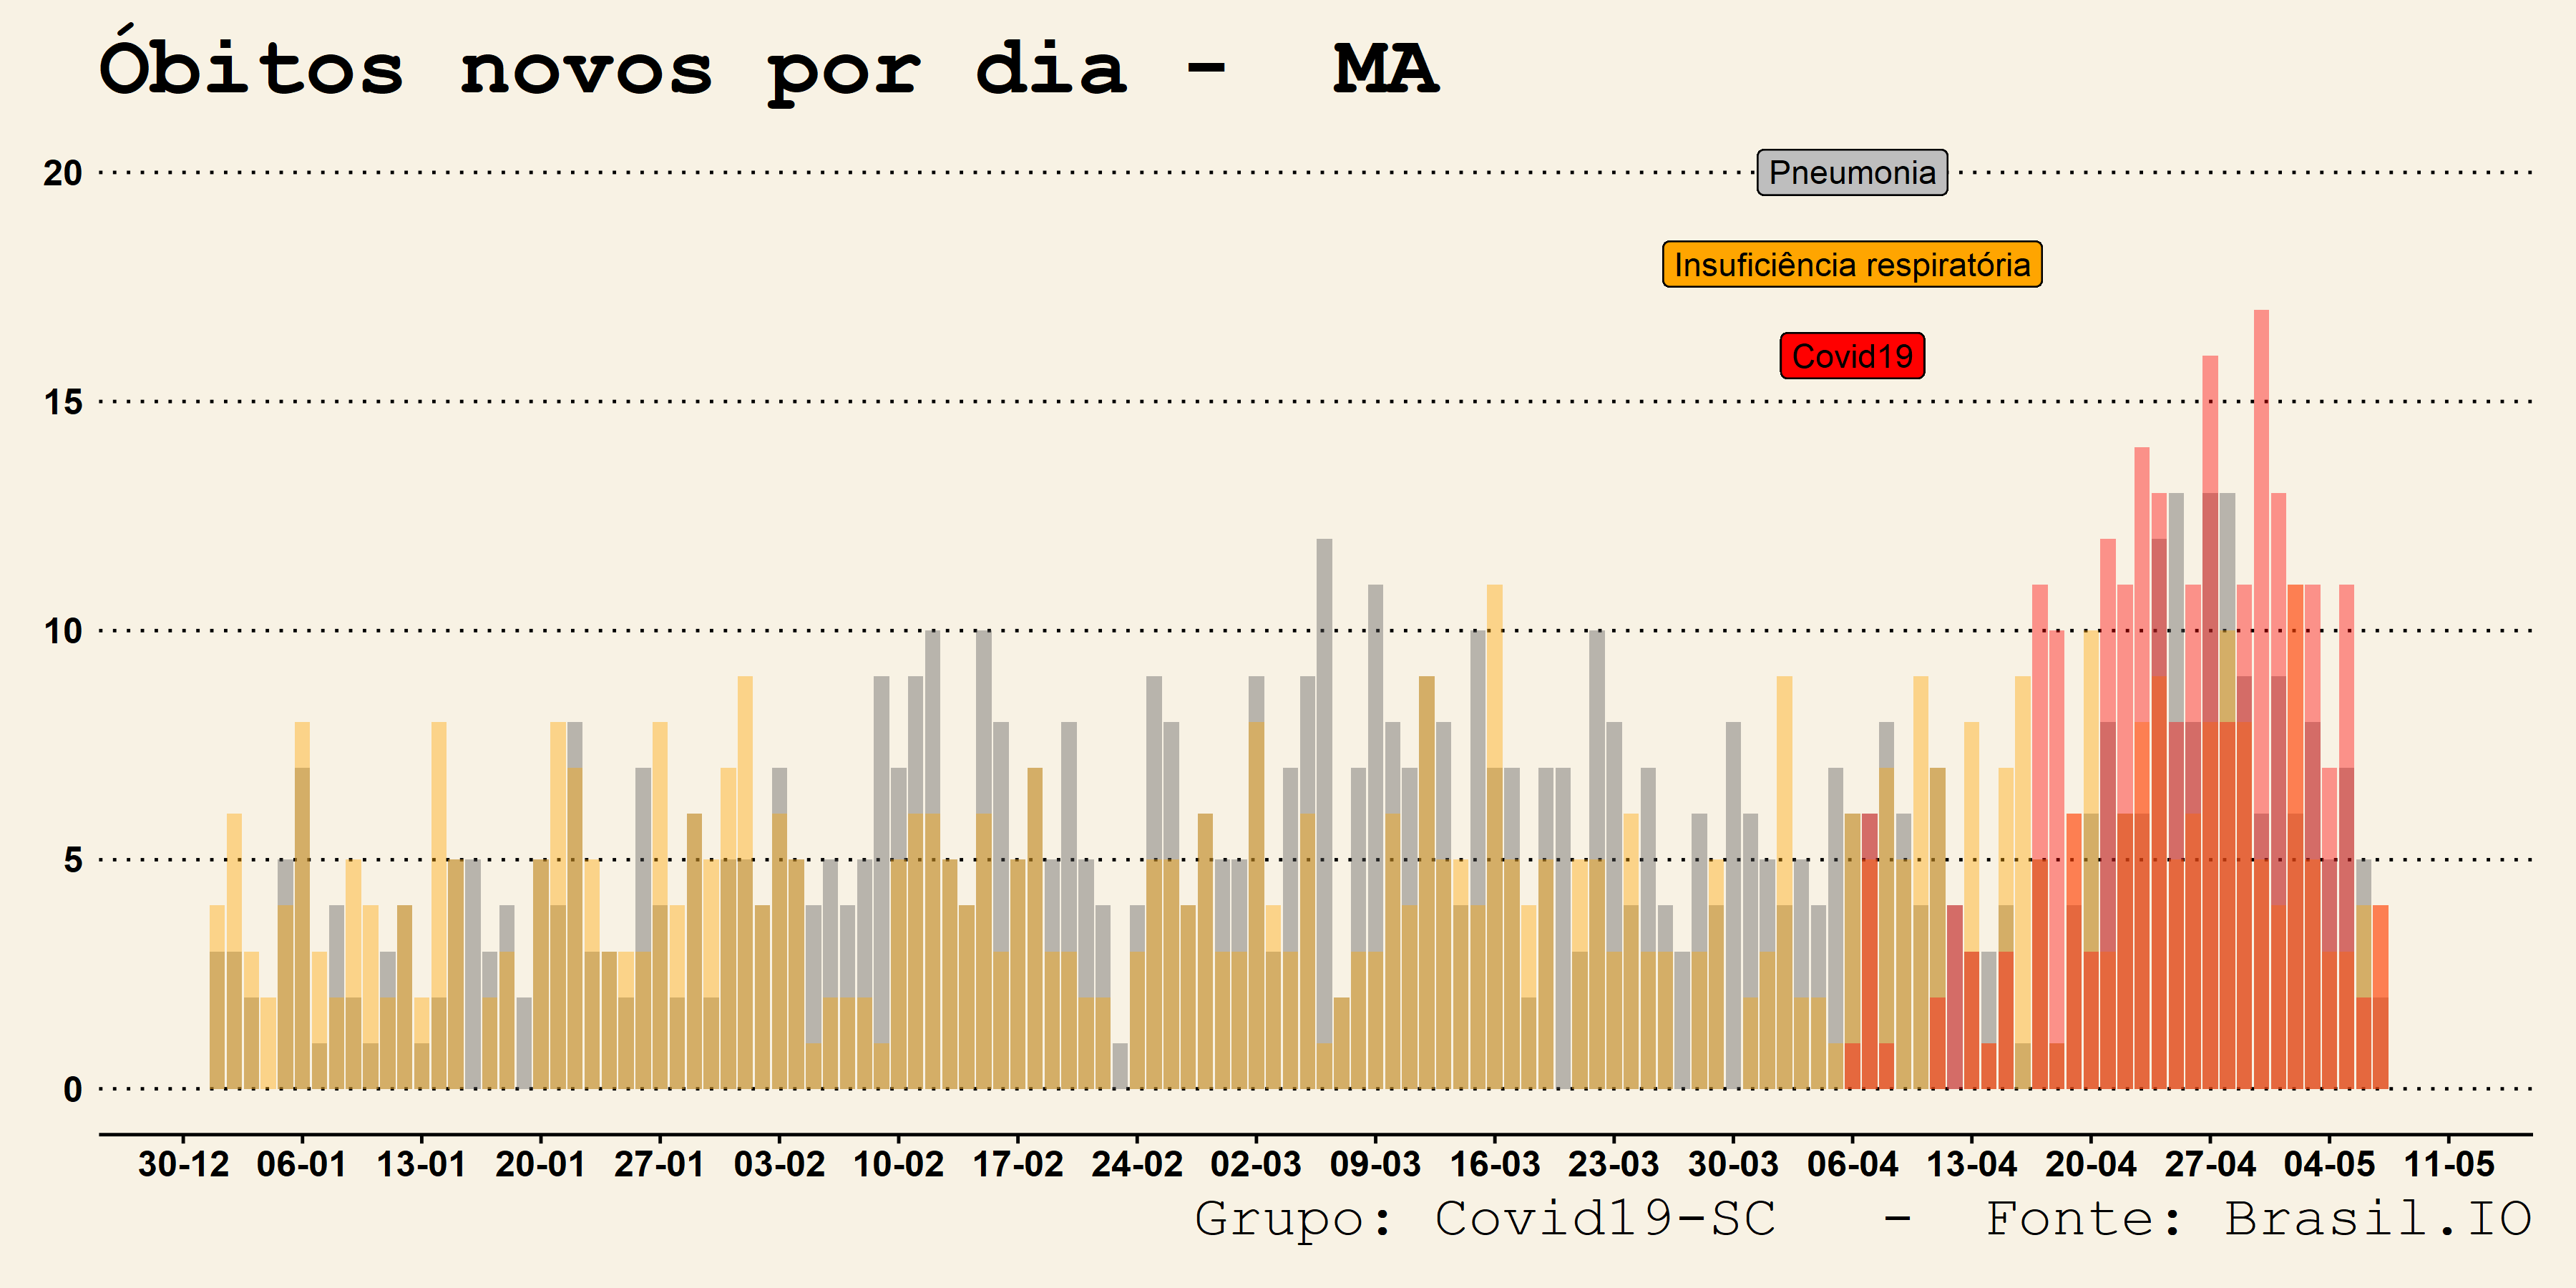 Óbitos novos por dia - MA
20
Pneumonia
Insuficiência respiratória
Covid19
15
10
5
0
30-12 06-01 13-01 20-01 27-01 03-02 10-02 17-02 24-02 02-03 09-03 16-03 23-03 30-03 06-04 13-04 20-04 27-04 04-05 11-05
Grupo: Covid19-SC - Fonte: Brasil.IO